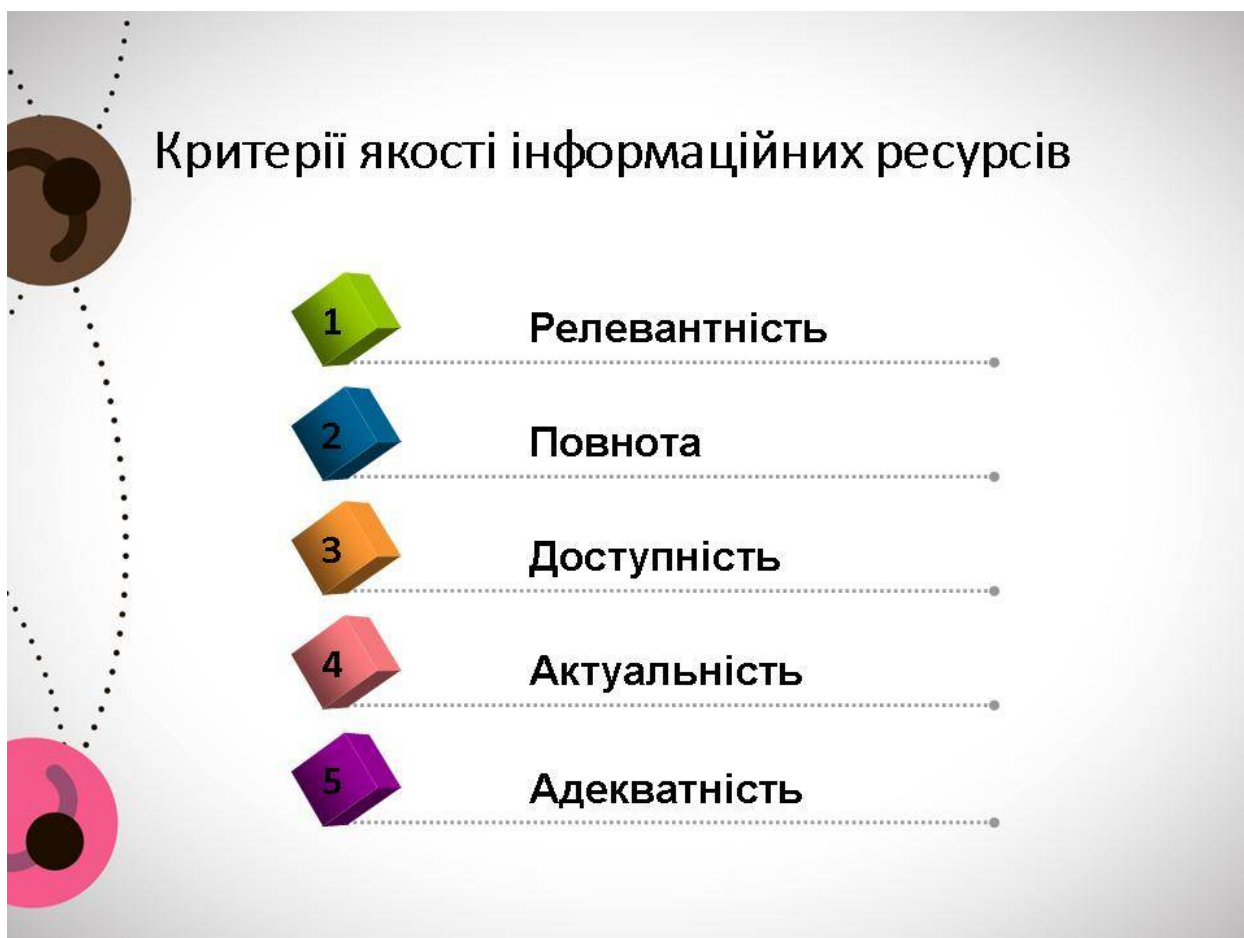 Критерії якості інформаційних ресурсів
1 Релевантність
2 Повнота
3 Доступність
4 Актуальність
5 Адекватність